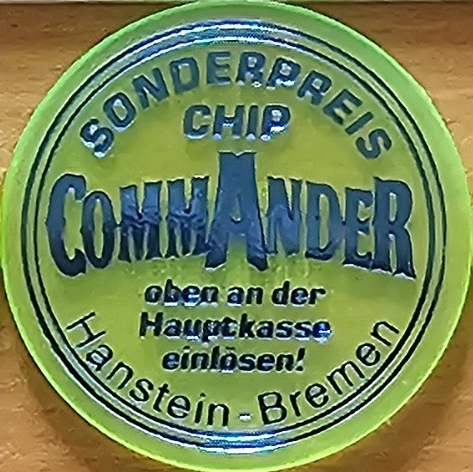 SONDERPREIS
CHIP
COMMANDER
oben an der
Hauptkasse
einlösen!
Hanstein-Bremen